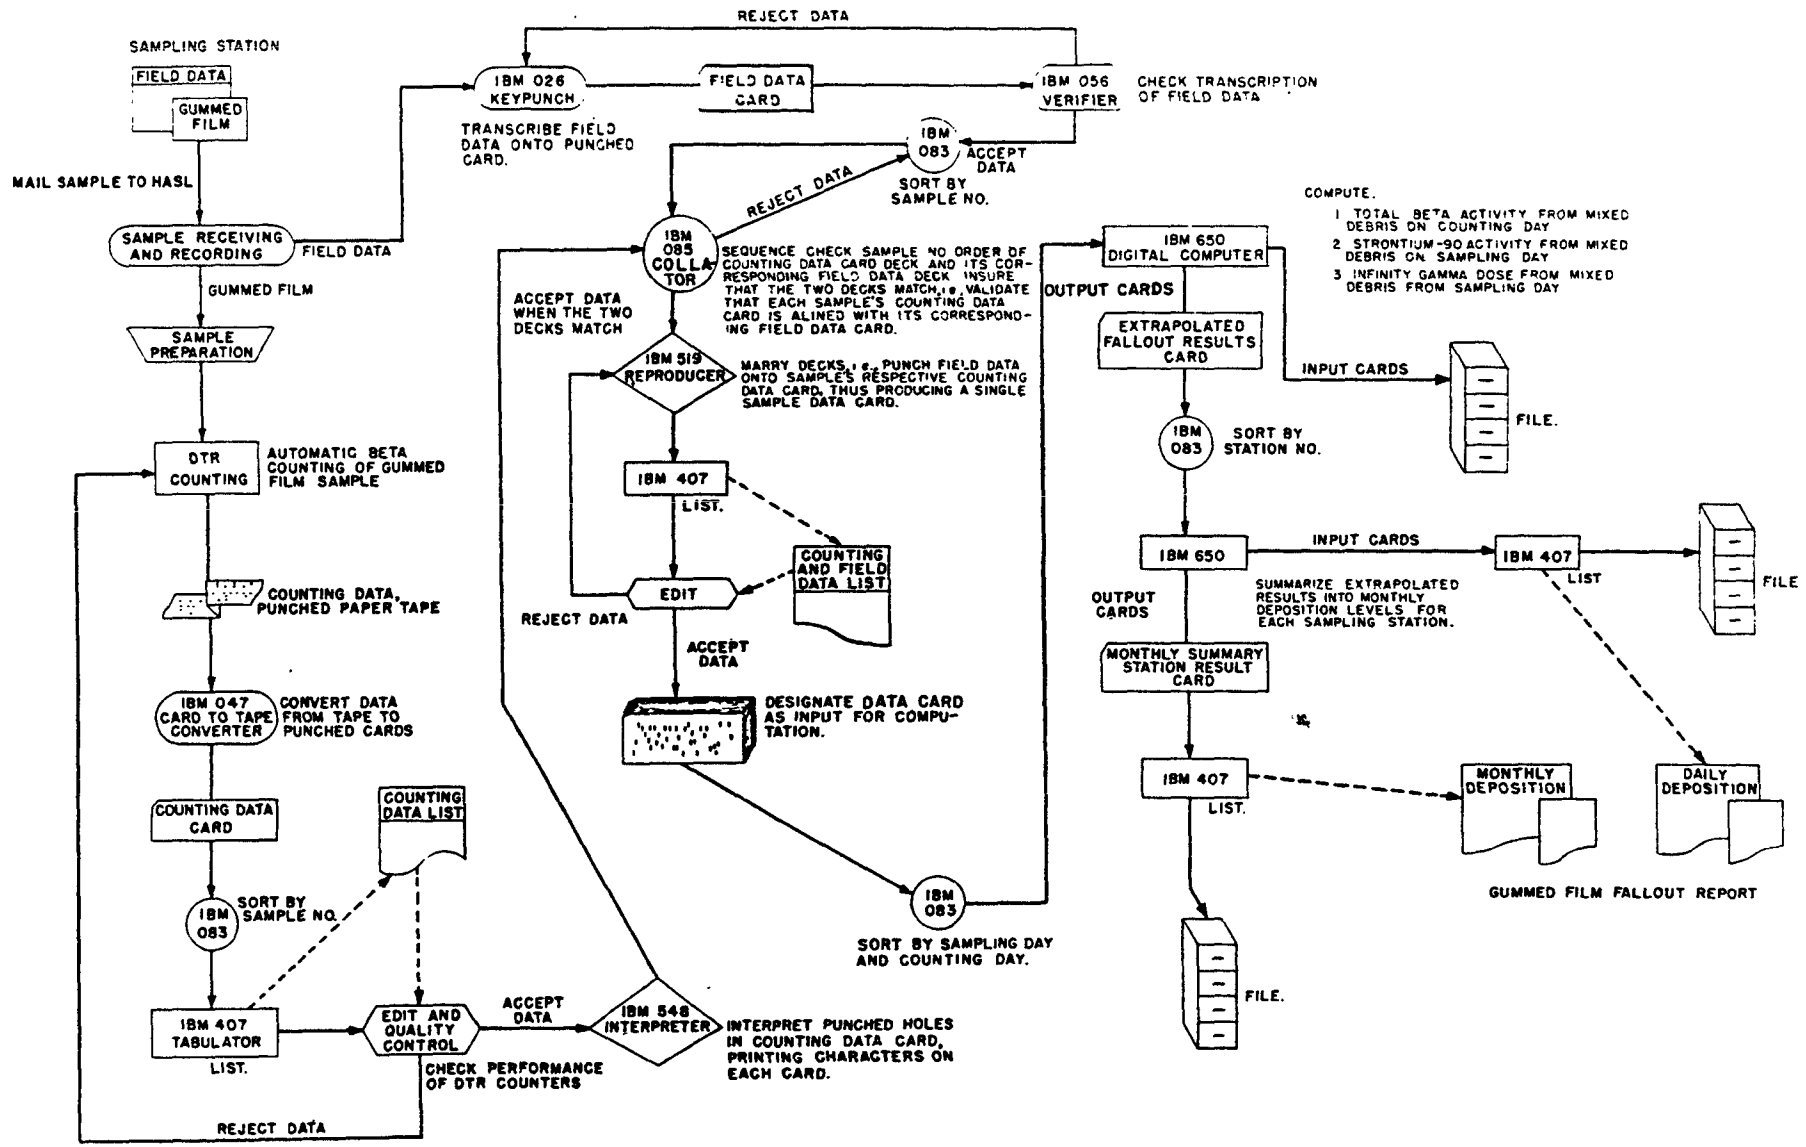 REJECT DATA
SAMPLING STATION
FIELD DATA
GUMMED
FILM
MAIL SAMPLE TO HASL
SAMPLE RECEIVING
AND RECORDING
FIELD DATA
GUMMED FILM
SAMPLE
PREPARATION
DTR
COUNTING
AUTOMATIC BETA
COUNTING OF GUMMED
FILM SAMPLE
COUNTING DATA,
PUNCHED PAPER TAPE
IBM 047
CARD TO TAPE
CONVERTER
CONVERT DATA
FROM TAPE TO
PUNCHED CARDS
COUNTING DATA
CARD
IBM
083
SORT BY
SAMPLE NO.
IBM 407
TABULATOR
LIST.
COUNTING
DATA LIST
EDIT AND
QUALITY
CONTROL
CHECK PERFORMANCE
OF DTR COUNTERS
REJECT DATA
ACCEPT
DATA
IBM 548
INTERPRETER
INTERPRET PUNCHED HOLES
IN COUNTING DATA CARD,
PRINTING CHARACTERS ON
EACH CARD.
IBM 026
KEYPUNCH
TRANSCRIBE FIELD
DATA ONTO PUNCHED
CARD.
FIELD DATA
CARD
IBM 056
VERIFIER
CHECK TRANSCRIPTION
OF FIELD DATA
IBM
083
ACCEPT
DATA
SORT BY
SAMPLE NO.
REJECT DATA
IBM
085
COLLA-
TOR
SEQUENCE CHECK SAMPLE NO ORDER OF
COUNTING DATA CARD DECK AND ITS COR-
RESPONDING FIELD DATA DECK INSURE
THAT THE TWO DECKS MATCH, i.e., VALIDATE
THAT EACH SAMPLE'S COUNTING DATA
CARD IS ALINED WITH ITS CORRESPOND-
ING FIELD DATA CARD.
ACCEPT DATA
WHEN THE TWO
DECKS MATCH
IBM 519
REPRODUCER
MARRY DECKS, i.e., PUNCH FIELD DATA
ONTO SAMPLE'S RESPECTIVE COUNTING
DATA CARD, THUS PRODUCING A SINGLE
SAMPLE DATA CARD.
IBM 407
LIST.
COUNTING
AND FIELD
DATA LIST
EDIT
REJECT DATA
ACCEPT
DATA
DESIGNATE DATA CARD
AS INPUT FOR COMPU-
TATION.
IBM
083
SORT BY SAMPLING DAY
AND COUNTING DAY.
IBM 650
DIGITAL COMPUTER
COMPUTE.
1 TOTAL BETA ACTIVITY FROM MIXED
DEBRIS ON COUNTING DAY
2 STRONTIUM-90 ACTIVITY FROM MIXED
DEBRIS ON SAMPLING DAY
3 INFINITY GAMMA DOSE FROM MIXED
DEBRIS FROM SAMPLING DAY
OUTPUT CARDS
EXTRAPOLATED
FALLOUT RESULTS
CARD
INPUT CARDS
FILE.
IBM
083
SORT BY
STATION NO.
IBM 650
INPUT CARDS
IBM 407
LIST
FILE
SUMMARIZE EXTRAPOLATED
RESULTS INTO MONTHLY
DEPOSITION LEVELS FOR
EACH SAMPLING STATION.
OUTPUT
CARDS
MONTHLY SUMMARY
STATION RESULT
CARD
IBM 407
LIST.
MONTHLY
DEPOSITION
DAILY
DEPOSITION
GUMMED FILM FALLOUT REPORT
FILE.